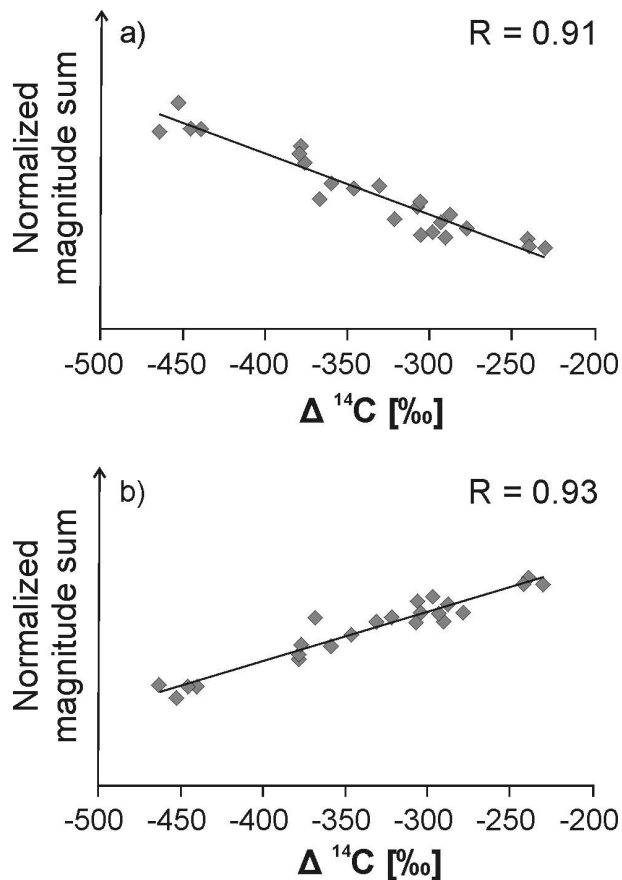 a)
R = 0.91
Normalized
magnitude sum
-500 -450 -400 -350 -300 -250 -200
Δ ¹⁴C [‰]
b)
R = 0.93
Normalized
magnitude sum
-500 -450 -400 -350 -300 -250 -200
Δ ¹⁴C [‰]